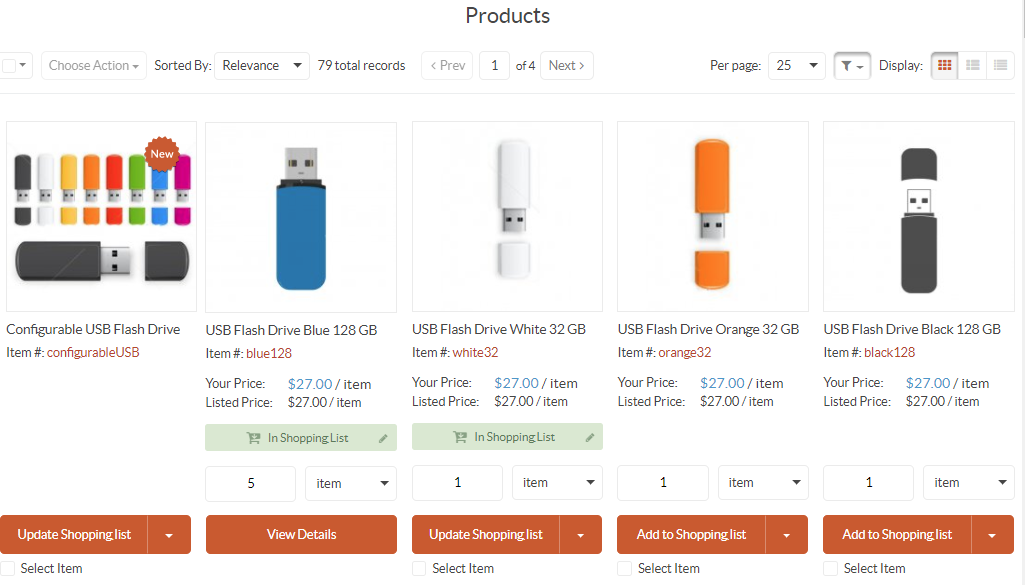 Products
Choose Action
Sorted By:
Relevance
79 total records
< Prev
1
of 4
Next >
Per page:
25
Display:
New
Configurable USB Flash Drive
Item #: configurableUSB
Update Shopping list
Select Item
USB Flash Drive Blue 128 GB
Item #: blue128
Your Price: $27.00 / item
Listed Price: $27.00 / item
In Shopping List
5
item
View Details
USB Flash Drive White 32 GB
Item #: white32
Your Price: $27.00 / item
Listed Price: $27.00 / item
In Shopping List
1
item
Update Shopping list
Select Item
USB Flash Drive Orange 32 GB
Item #: orange32
Your Price: $27.00 / item
Listed Price: $27.00 / item
1
item
Add to Shopping list
Select Item
USB Flash Drive Black 128 GB
Item #: black128
Your Price: $27.00 / item
Listed Price: $27.00 / item
1
item
Add to Shopping list
Select Item